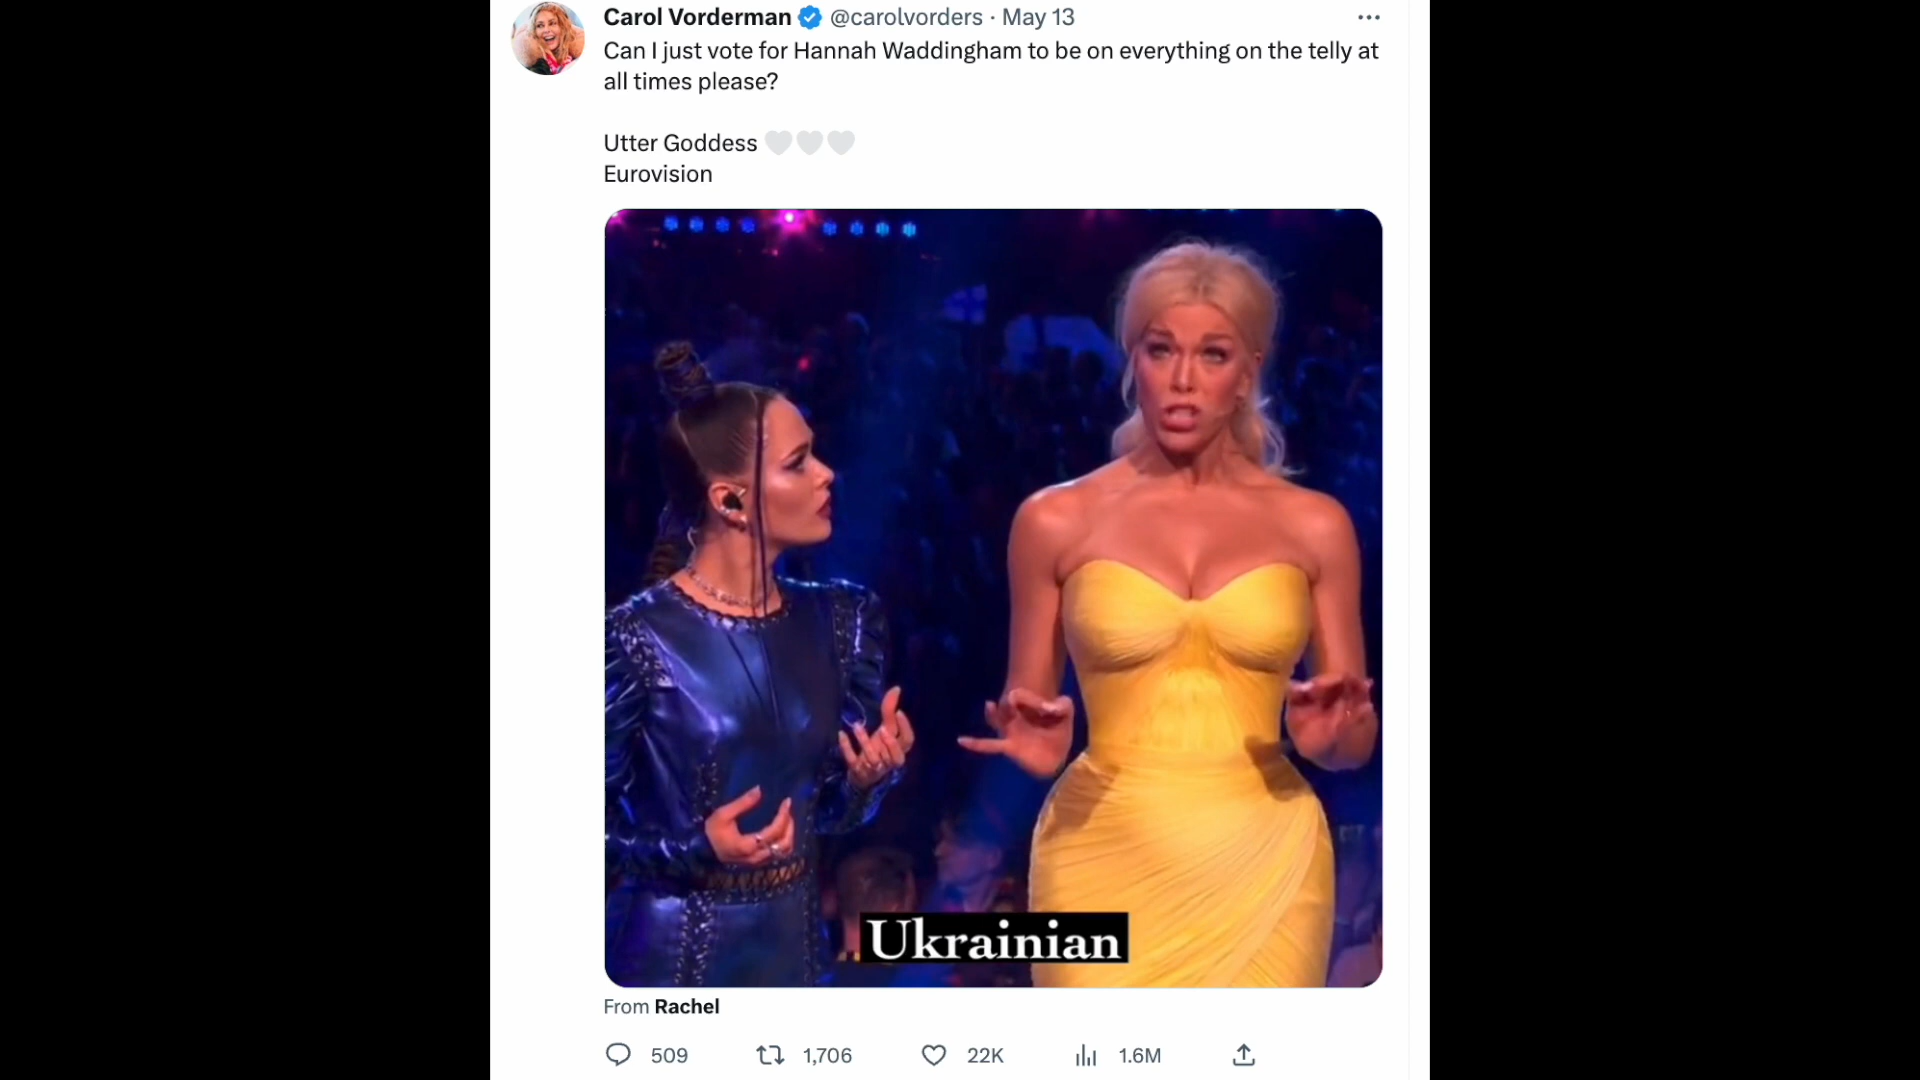 Carol Vorderman @carolvorders · May 13
Can I just vote for Hannah Waddingham to be on everything on the telly at
all times please?
Utter Goddess 🤍🤍🤍
Eurovision
Ukrainian
From Rachel
509 1,706 22K 1.6M